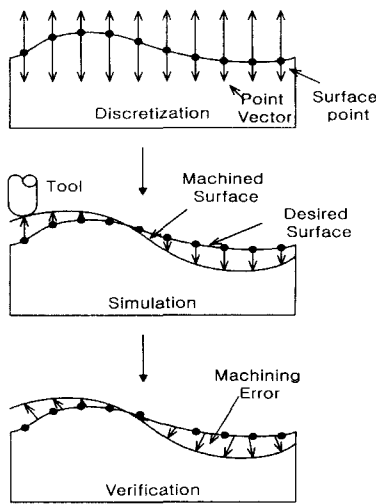 Discretization
Point
Vector
Surface
point
Tool
Machined
Surface
Desired
Surface
Simulation
Machining
Error
Verification